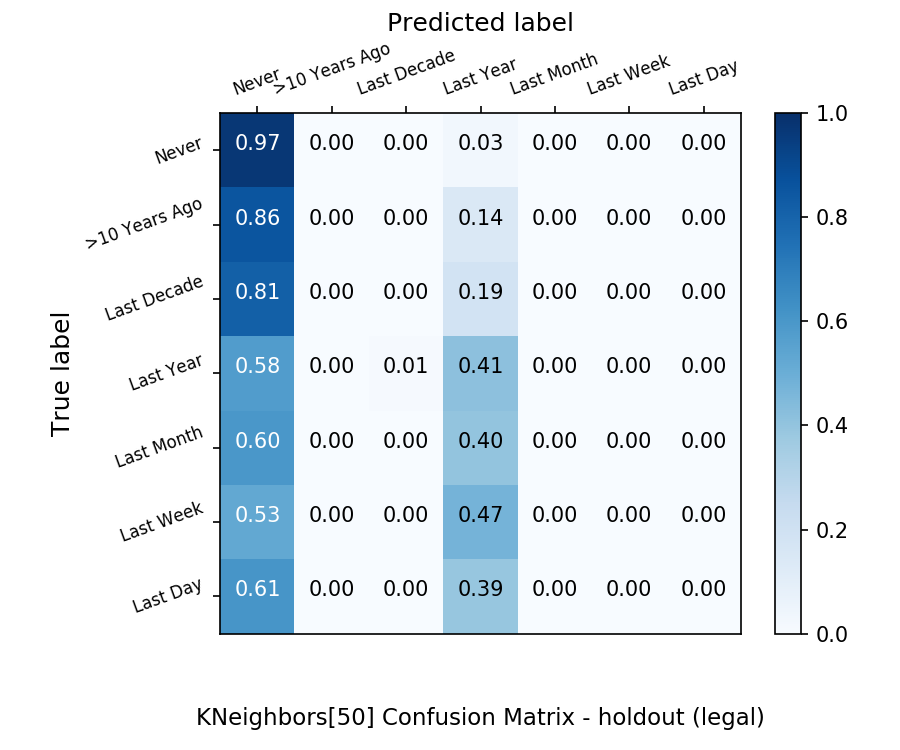 Predicted label
Never >10 Years Ago Last Decade Last Year Last Month Last Week Last Day
True label
Never 0.97 0.00 0.00 0.03 0.00 0.00 0.00
>10 Years Ago 0.86 0.00 0.00 0.14 0.00 0.00 0.00
Last Decade 0.81 0.00 0.00 0.19 0.00 0.00 0.00
Last Year 0.58 0.00 0.01 0.41 0.00 0.00 0.00
Last Month 0.60 0.00 0.00 0.40 0.00 0.00 0.00
Last Week 0.53 0.00 0.00 0.47 0.00 0.00 0.00
Last Day 0.61 0.00 0.00 0.39 0.00 0.00 0.00
1.0
0.8
0.6
0.4
0.2
0.0
KNeighbors[50] Confusion Matrix - holdout (legal)